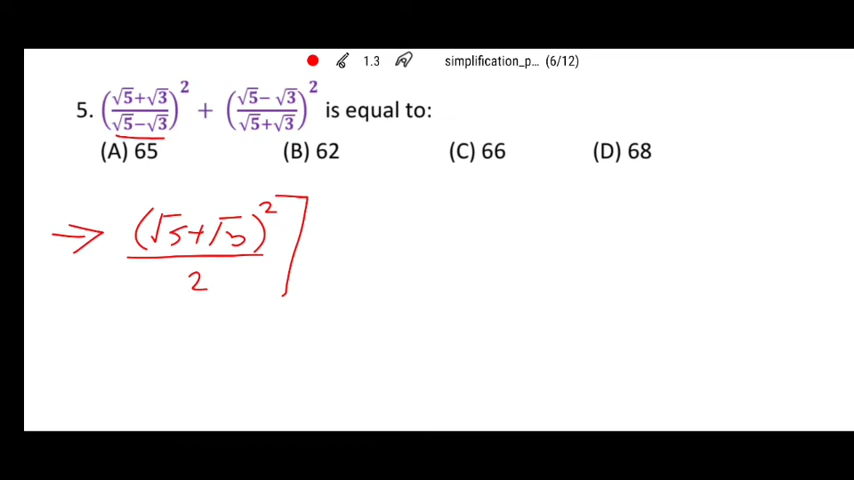 1.3 simplification_p... (6/12)
5. ((√5+√3)/(√5−√3))² + ((√5− √3)/(√5+√3))² is equal to:
(A) 65 (B) 62 (C) 66 (D) 68
⇒ (√5+√3)²/2 ]